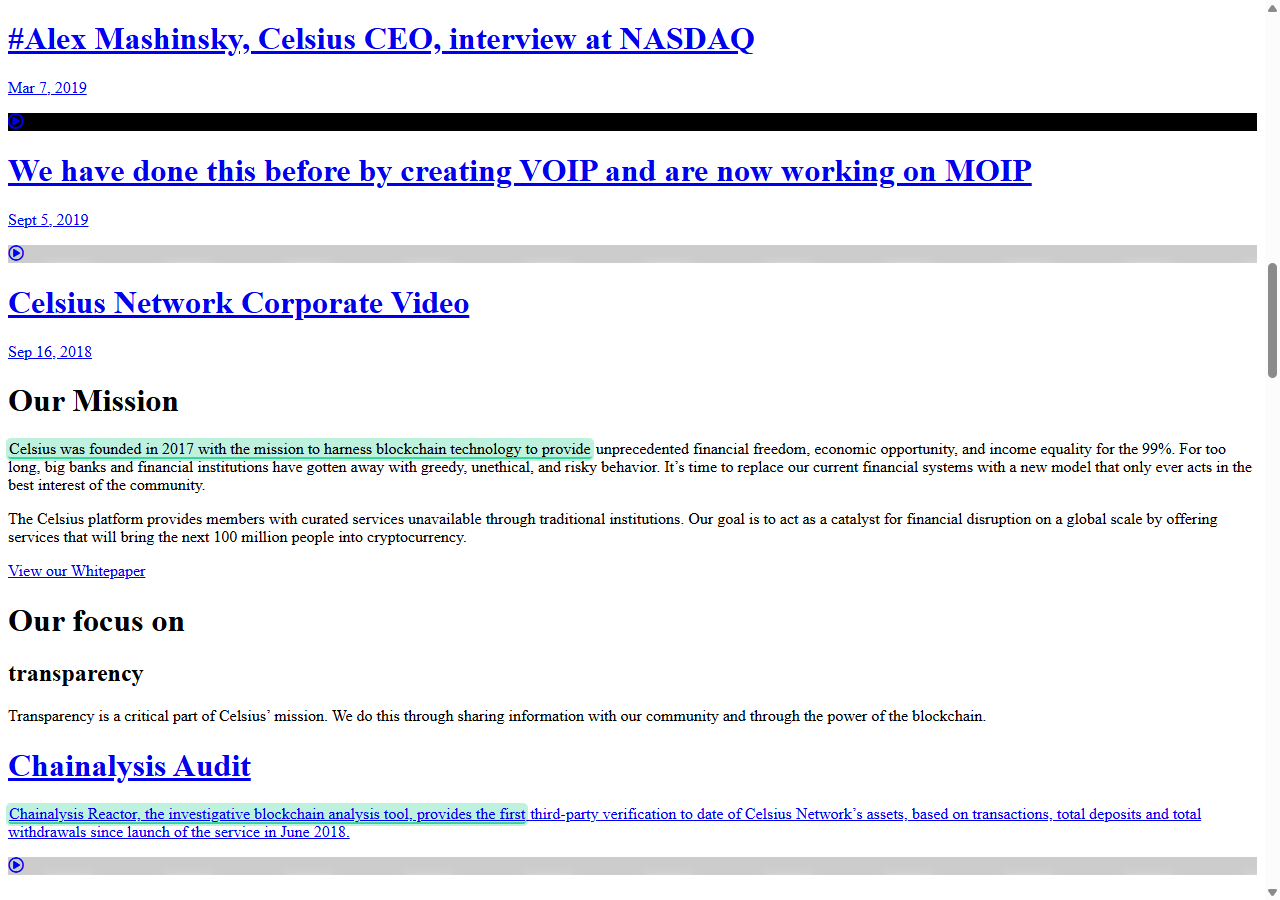 #Alex Mashinsky, Celsius CEO, interview at NASDAQ
Mar 7, 2019
We have done this before by creating VOIP and are now working on MOIP
Sept 5, 2019
Celsius Network Corporate Video
Sep 16, 2018
Our Mission
Celsius was founded in 2017 with the mission to harness blockchain technology to provide unprecedented financial freedom, economic opportunity, and income equality for the 99%. For too
long, big banks and financial institutions have gotten away with greedy, unethical, and risky behavior. It’s time to replace our current financial systems with a new model that only ever acts in the
best interest of the community.
The Celsius platform provides members with curated services unavailable through traditional institutions. Our goal is to act as a catalyst for financial disruption on a global scale by offering
services that will bring the next 100 million people into cryptocurrency.
View our Whitepaper
Our focus on
transparency
Transparency is a critical part of Celsius’ mission. We do this through sharing information with our community and through the power of the blockchain.
Chainalysis Audit
Chainalysis Reactor, the investigative blockchain analysis tool, provides the first third-party verification to date of Celsius Network’s assets, based on transactions, total deposits and total
withdrawals since launch of the service in June 2018.